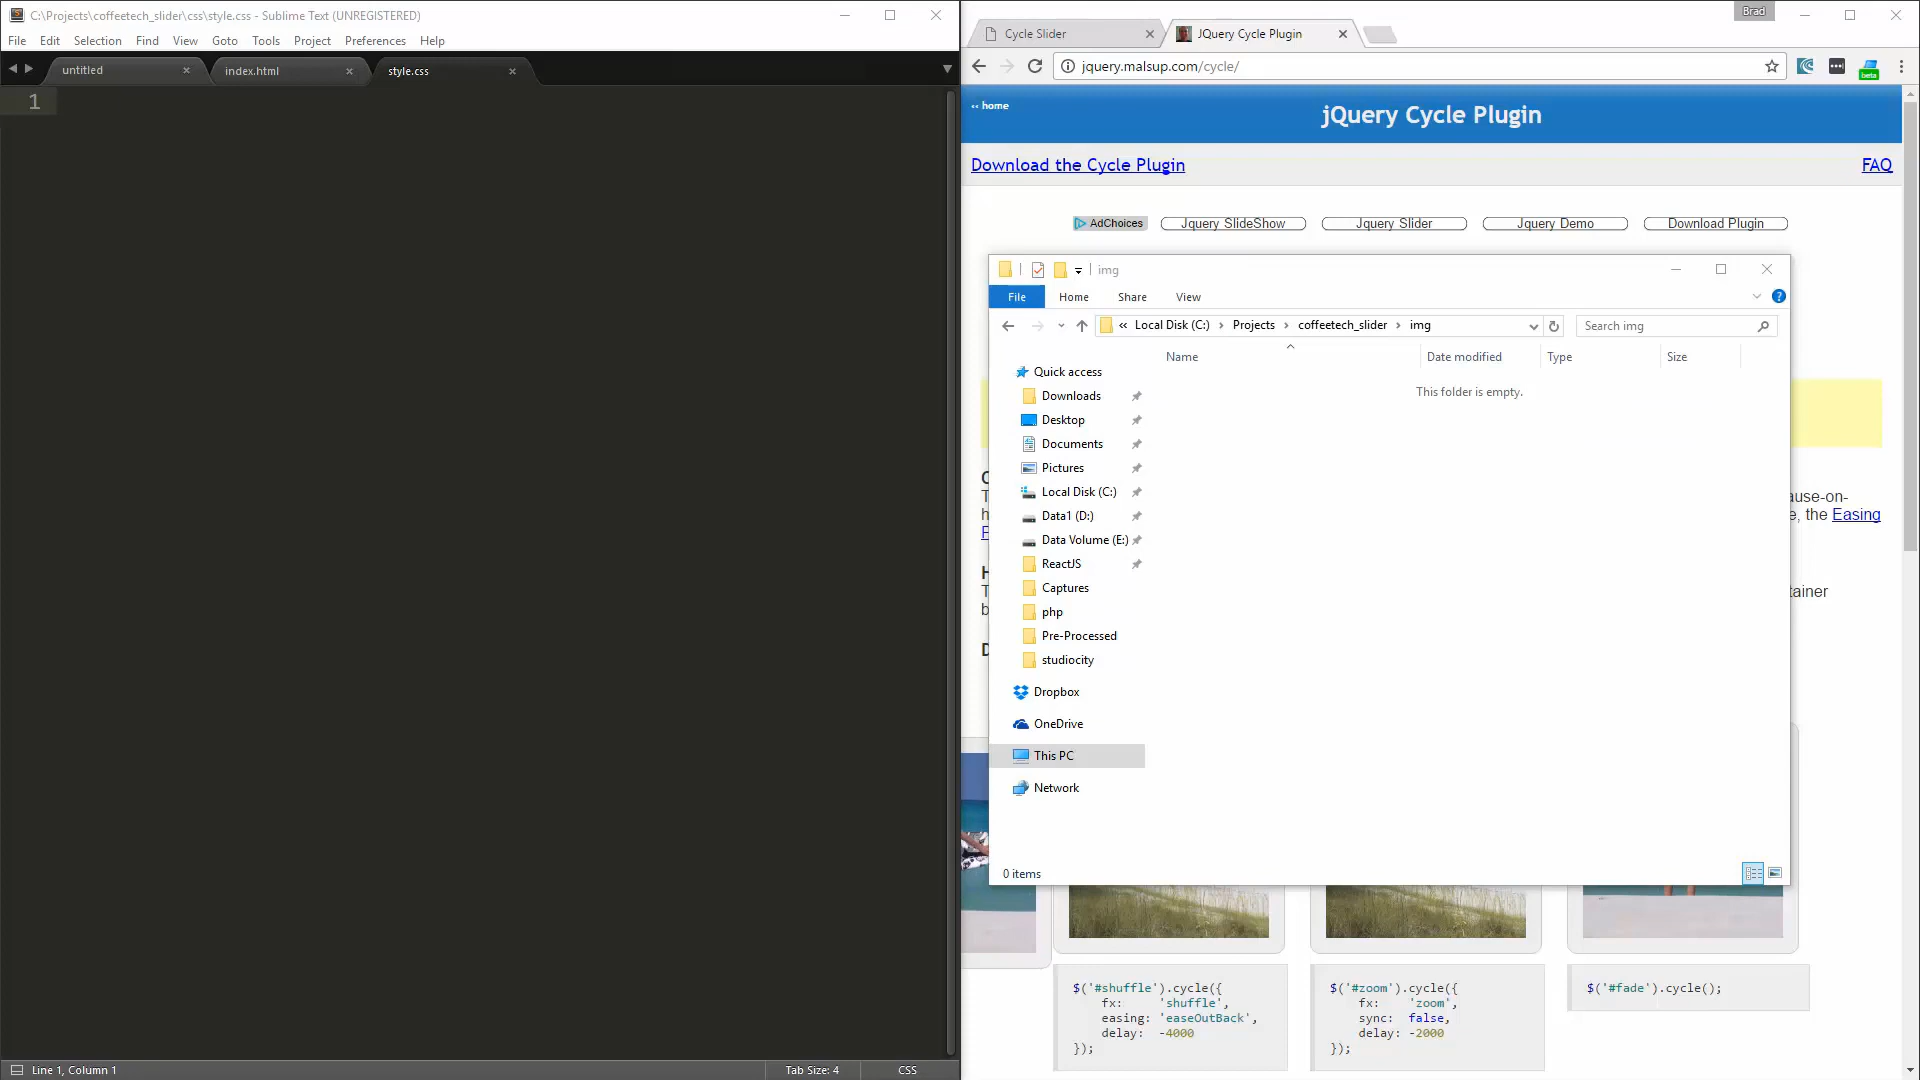 C:\Projects\coffeetech_slider\css\style.css - Sublime Text (UNREGISTERED)
File Edit Selection Find View Goto Tools Project Preferences Help
untitled index.html style.css
1
Line 1, Column 1 Tab Size: 4 CSS
Brad
Cycle Slider JQuery Cycle Plugin
jquery.malsup.com/cycle/
beta
‹‹ home
jQuery Cycle Plugin
Download the Cycle Plugin FAQ
AdChoices Jquery SlideShow Jquery Slider Jquery Demo Download Plugin
img
File Home Share View
« Local Disk (C:) › Projects › coffeetech_slider › img Search img
Name Date modified Type Size
This folder is empty.
Quick access
Downloads
Desktop
Documents
Pictures
Local Disk (C:)
Data1 (D:)
Data Volume (E:)
ReactJS
Captures
php
Pre-Processed
studiocity
Dropbox
OneDrive
This PC
Network
0 items
ause-on-
e, the Easing
tainer
$('#shuffle').cycle({
fx: 'shuffle',
easing: 'easeOutBack',
delay: -4000
});
$('#zoom').cycle({
fx: 'zoom',
sync: false,
delay: -2000
});
$('#fade').cycle();